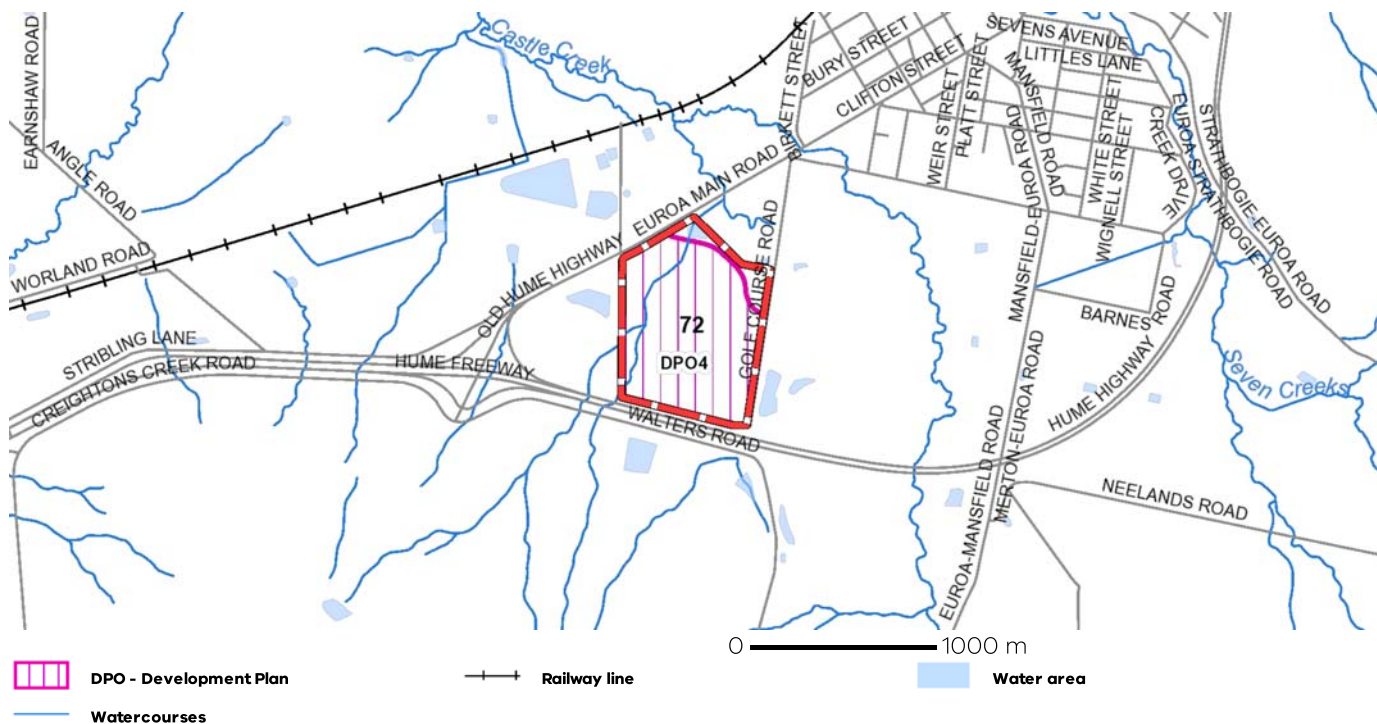 EARNSHAW ROAD
Castle Creek
BIRKETT STREET
BURY STREET
CLIFTON STREET
SEVENS AVENUE
LITTLES LANE
MANSFIELD ROAD
WEIR STREET
PLATT STREET
MANSFIELD-EUROA ROAD
WHITE STREET
WIGNELL STREET
CREEK DRIVE
EUROA-STRATHBOGIE ROAD
STRATHBOGIE-EUROA ROAD
ANGLE ROAD
WORLAND ROAD
EUROA MAIN ROAD
OLD HUME HIGHWAY
GOLF COURSE ROAD
72
DPO4
STRIBLING LANE
CREIGHTONS CREEK ROAD
HUME FREEWAY
WALTERS ROAD
BARNES ROAD
HUME HIGHWAY
Seven Creeks
EUROA-MANSFIELD ROAD
MERTON-EUROA ROAD
NEELANDS ROAD
0 1000 m
DPO - Development Plan
Railway line
Water area
Watercourses